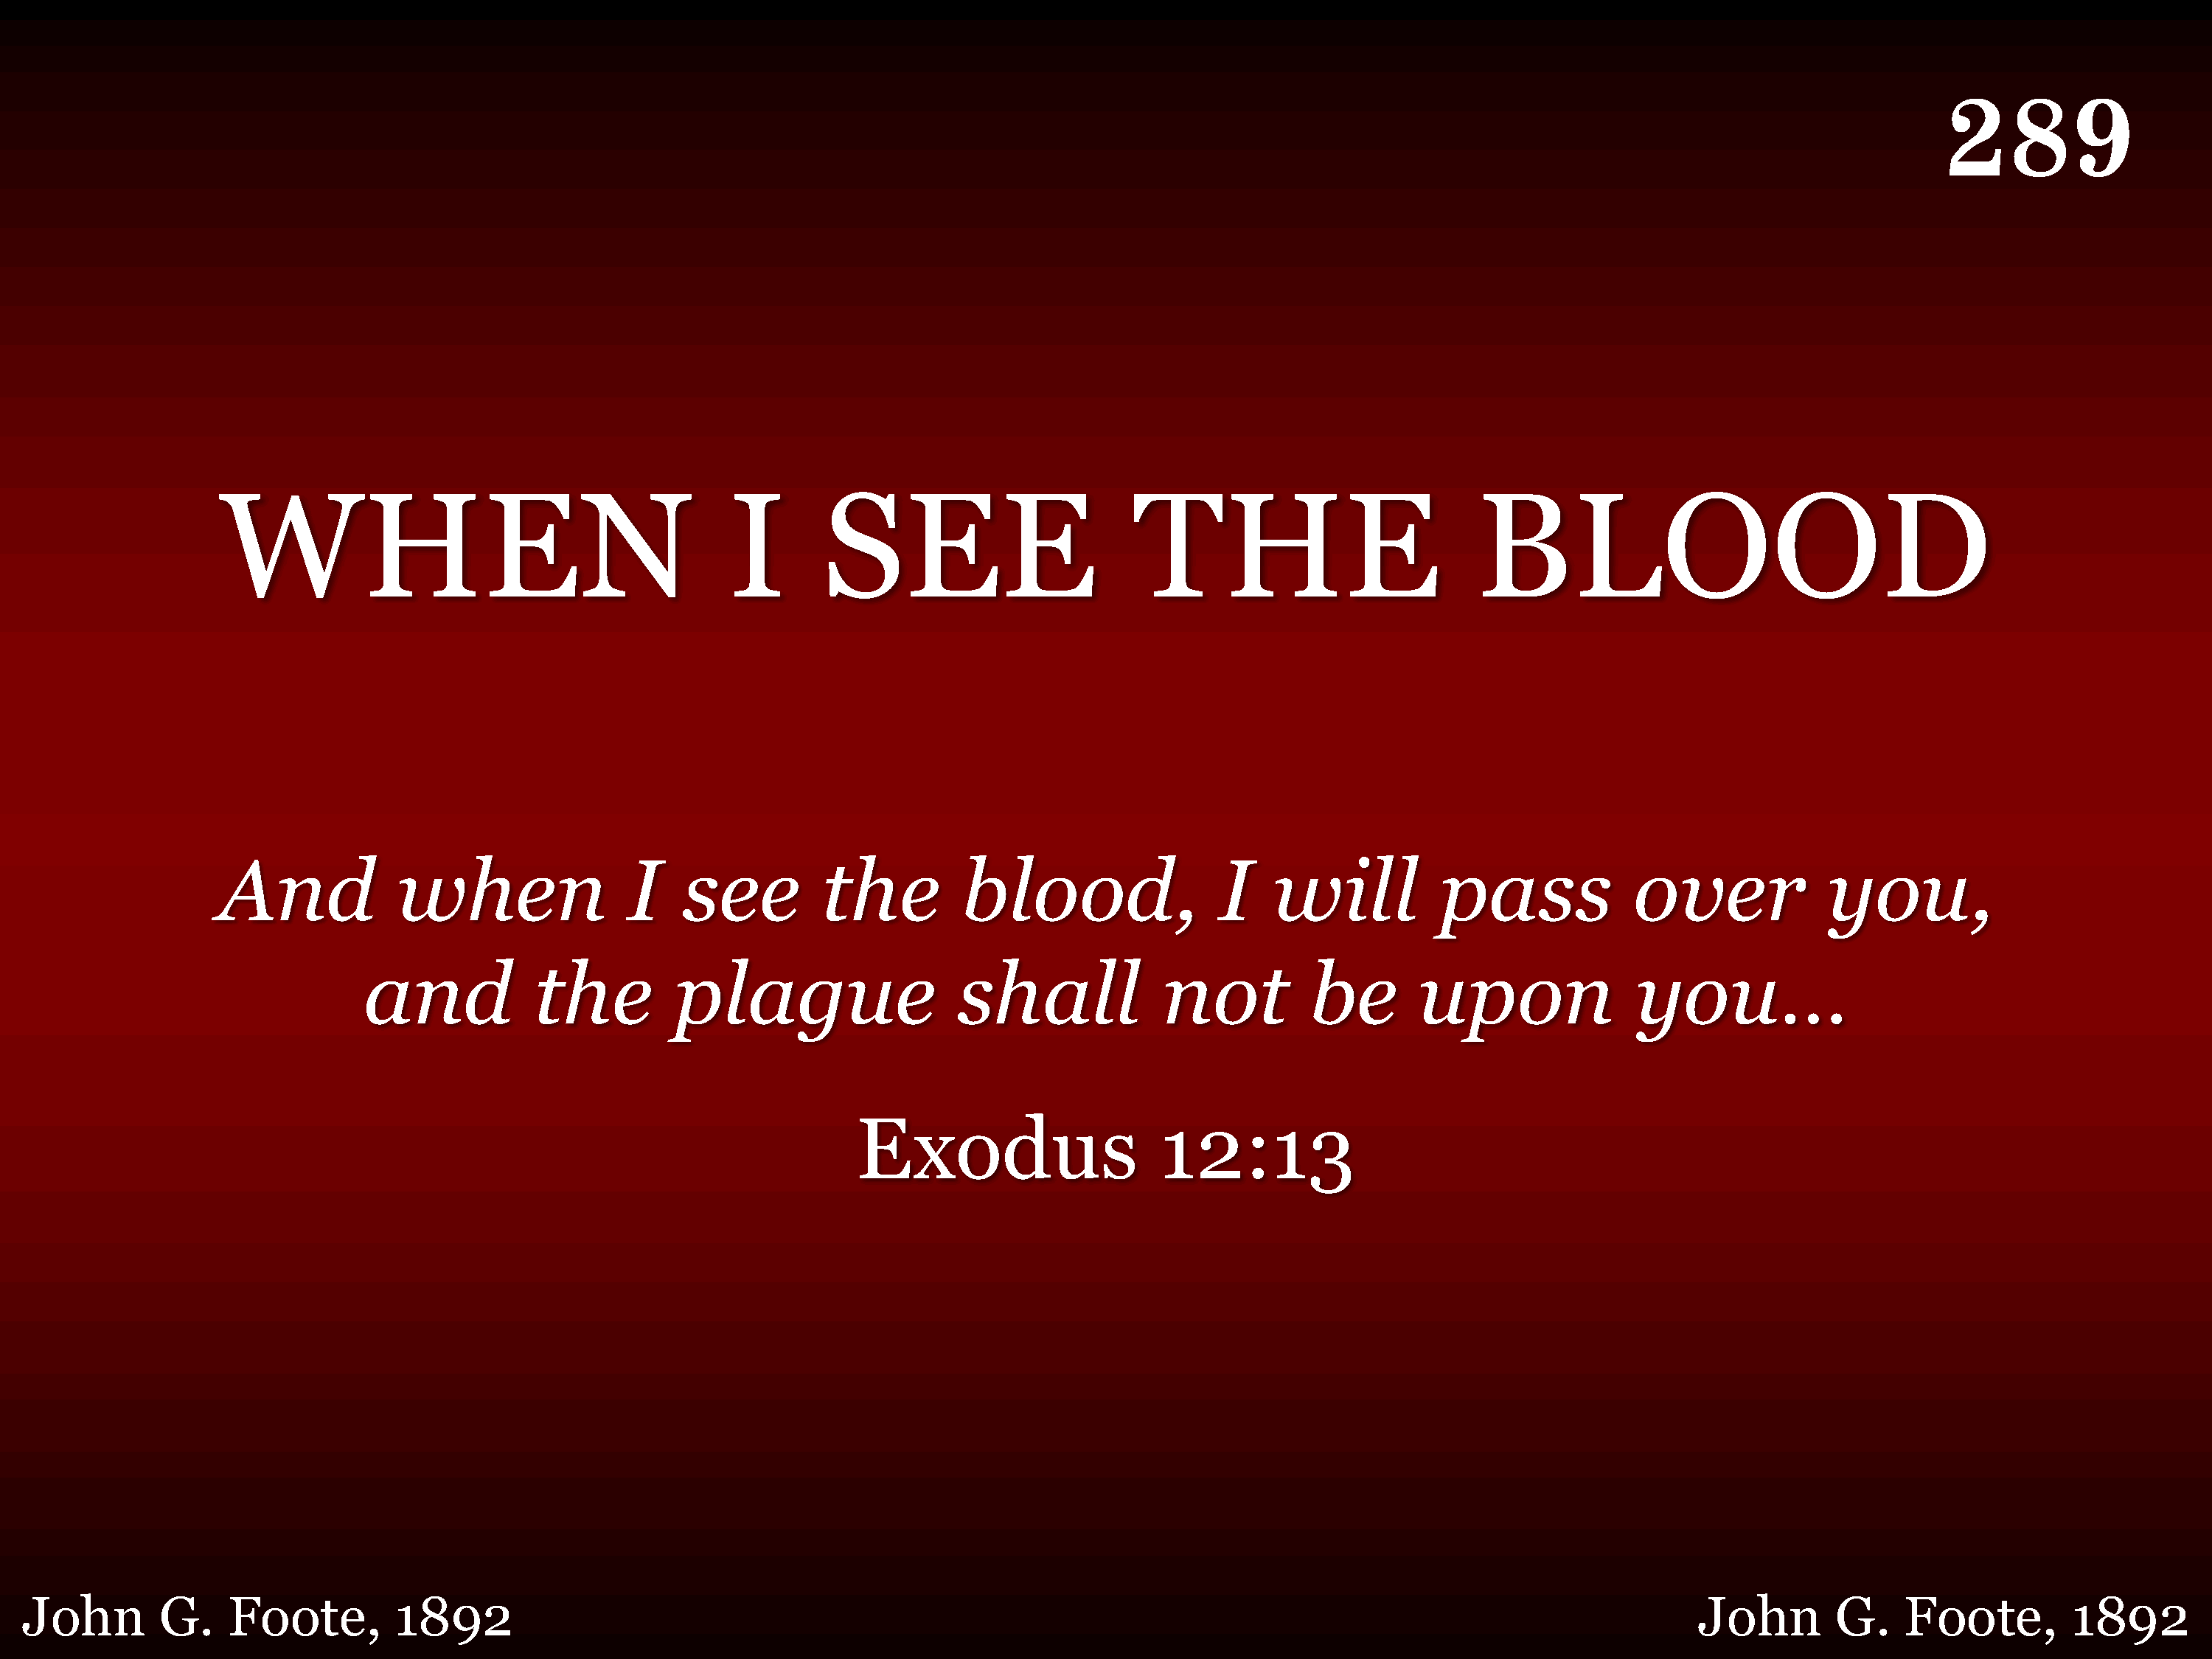 289
WHEN I SEE THE BLOOD
And when I see the blood, I will pass over you,
and the plague shall not be upon you...
Exodus 12:13
John G. Foote, 1892
John G. Foote, 1892